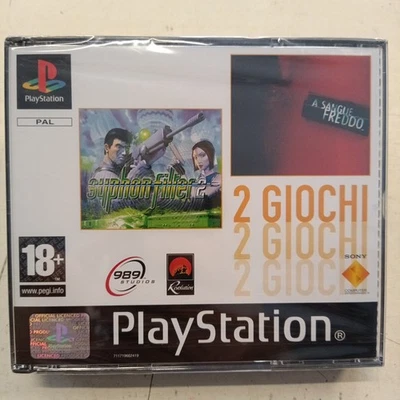 PlayStation
PAL
A SANGUE
FREDDO.
syphon filter 2
2 GIOCHI
2 GIOCHI
2 GIOCHI
18+
www.pegi.info
989
STUDIOS
Revolution
SONY
PlayStation®